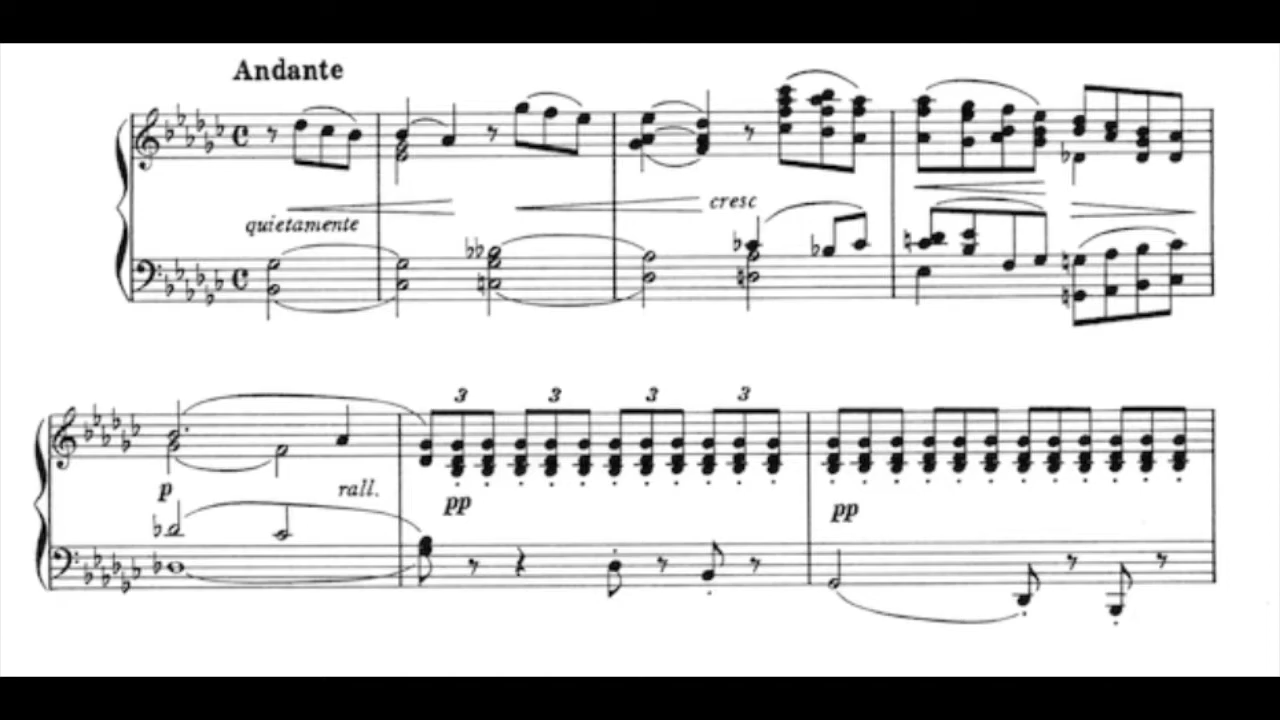 Andante
cresc
quietamente
3 3 3 3
p rall.
pp pp